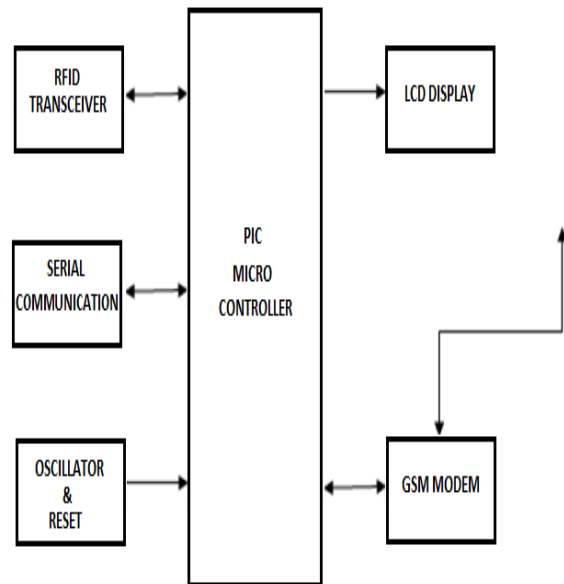 RFID
TRANSCEIVER
LCD DISPLAY
SERIAL
COMMUNICATION
PIC
MICRO
CONTROLLER
OSCILLATOR
&
RESET
GSM MODEM